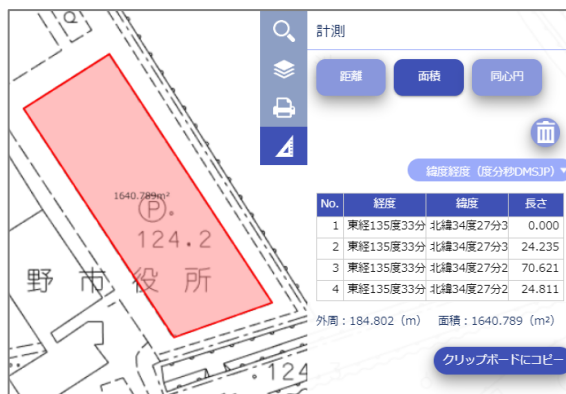 計測
距離
面積
同心円
緯度経度（度分秒DMSJP）
No. 経度 緯度 長さ
1 東経135度33分 北緯34度27分3 0.000
2 東経135度33分 北緯34度27分3 24.235
3 東経135度33分 北緯34度27分2 70.621
4 東経135度33分 北緯34度27分2 24.811
外周：184.802（m） 面積：1640.789（m²）
クリップボードにコピー
1640.789m²
P
124.2
野市役所
124